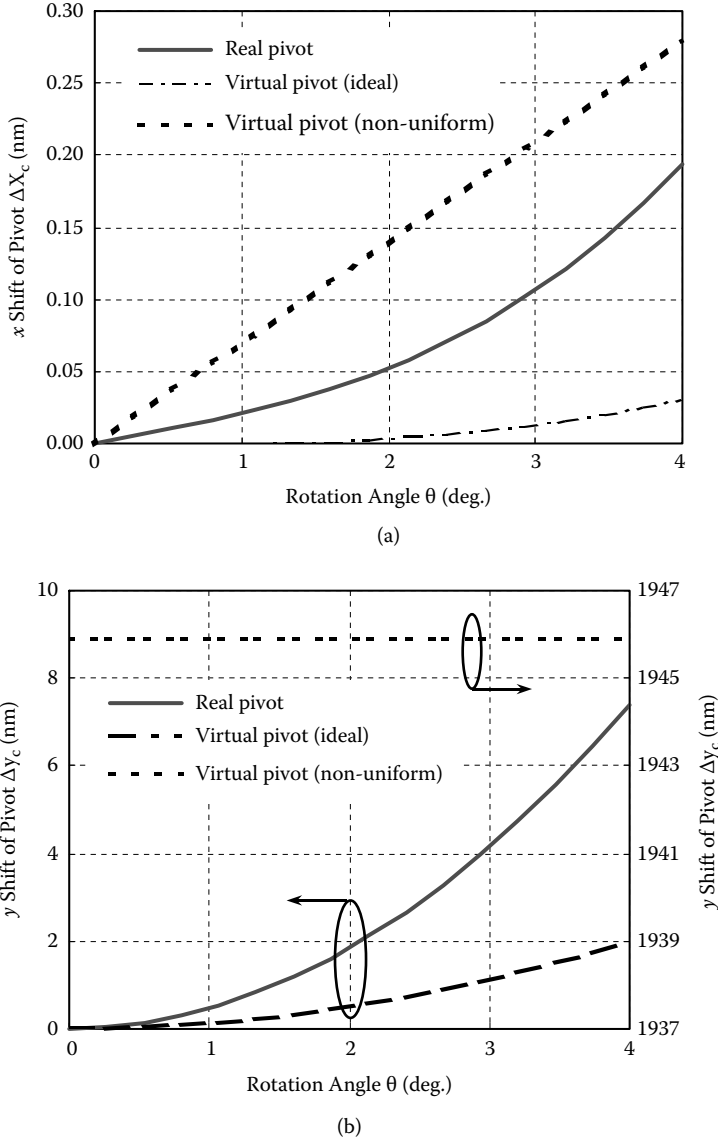 0.30
0.25
0.20
0.15
0.10
0.05
0.00
x Shift of Pivot ΔX_c (nm)
Real pivot
Virtual pivot (ideal)
Virtual pivot (non-uniform)
0 1 2 3 4
Rotation Angle θ (deg.)
(a)
10
8
6
4
2
0
y Shift of Pivot Δy_c (nm)
Real pivot
Virtual pivot (ideal)
Virtual pivot (non-uniform)
1947
1945
1943
1941
1939
1937
y Shift of Pivot Δy_c (nm)
0 1 2 3 4
Rotation Angle θ (deg.)
(b)